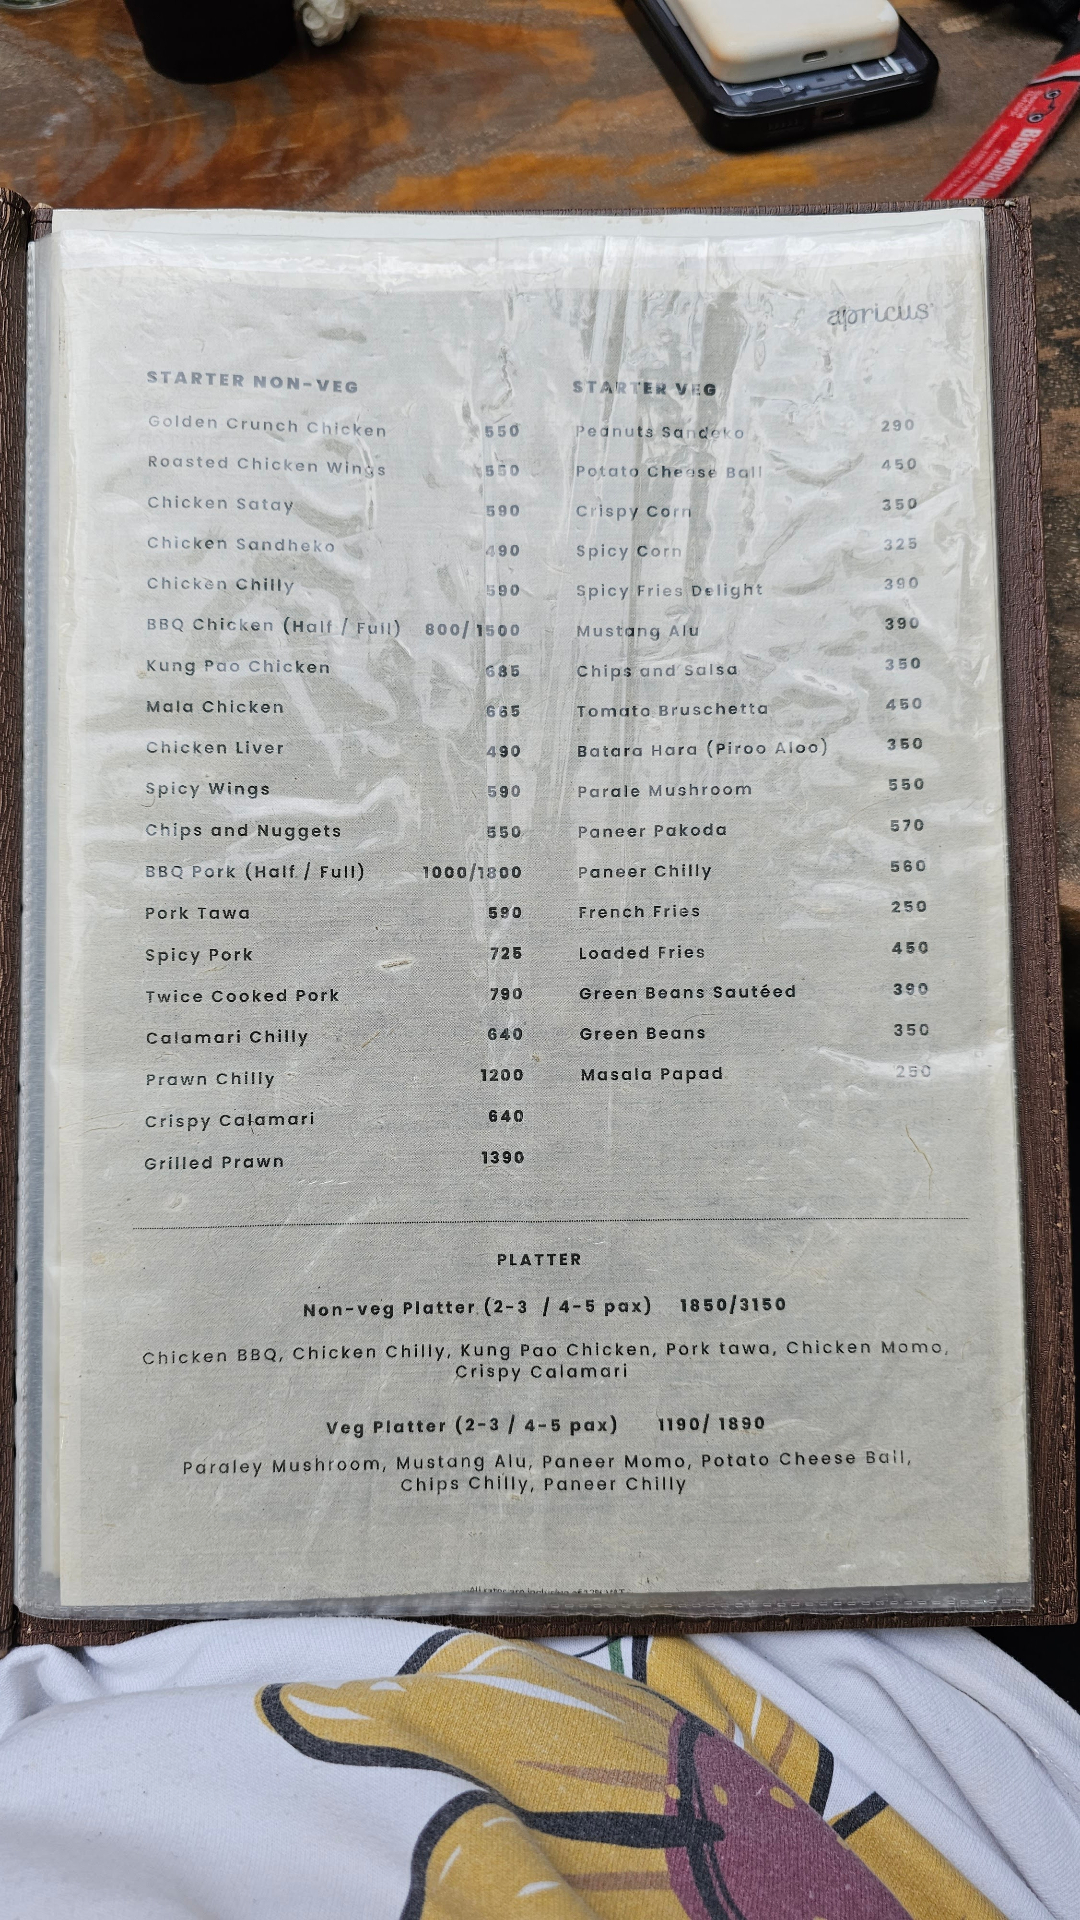 apricus
STARTER NON-VEG
Golden Crunch Chicken 550
Roasted Chicken Wings 550
Chicken Satay 590
Chicken Sandheko 490
Chicken Chilly 590
BBQ Chicken (Half / Full) 800/1500
Kung Pao Chicken 685
Mala Chicken 665
Chicken Liver 490
Spicy Wings 590
Chips and Nuggets 550
BBQ Pork (Half / Full) 1000/1800
Pork Tawa 590
Spicy Pork 725
Twice Cooked Pork 790
Calamari Chilly 640
Prawn Chilly 1200
Crispy Calamari 640
Grilled Prawn 1390
STARTER VEG
Peanuts Sandeko 290
Potato Cheese Ball 450
Crispy Corn 350
Spicy Corn 325
Spicy Fries Delight 390
Mustang Alu 390
Chips and Salsa 350
Tomato Bruschetta 450
Batara Hara (Piroo Aloo) 350
Parale Mushroom 550
Paneer Pakoda 570
Paneer Chilly 560
French Fries 250
Loaded Fries 450
Green Beans Sautéed 390
Green Beans 350
Masala Papad 250
PLATTER
Non-veg Platter (2-3 / 4-5 pax) 1850/3150
Chicken BBQ, Chicken Chilly, Kung Pao Chicken, Pork tawa, Chicken Momo,
Crispy Calamari
Veg Platter (2-3 / 4-5 pax) 1190/ 1890
Paraley Mushroom, Mustang Alu, Paneer Momo, Potato Cheese Ball,
Chips Chilly, Paneer Chilly
All rates are inclusive of 13% VAT